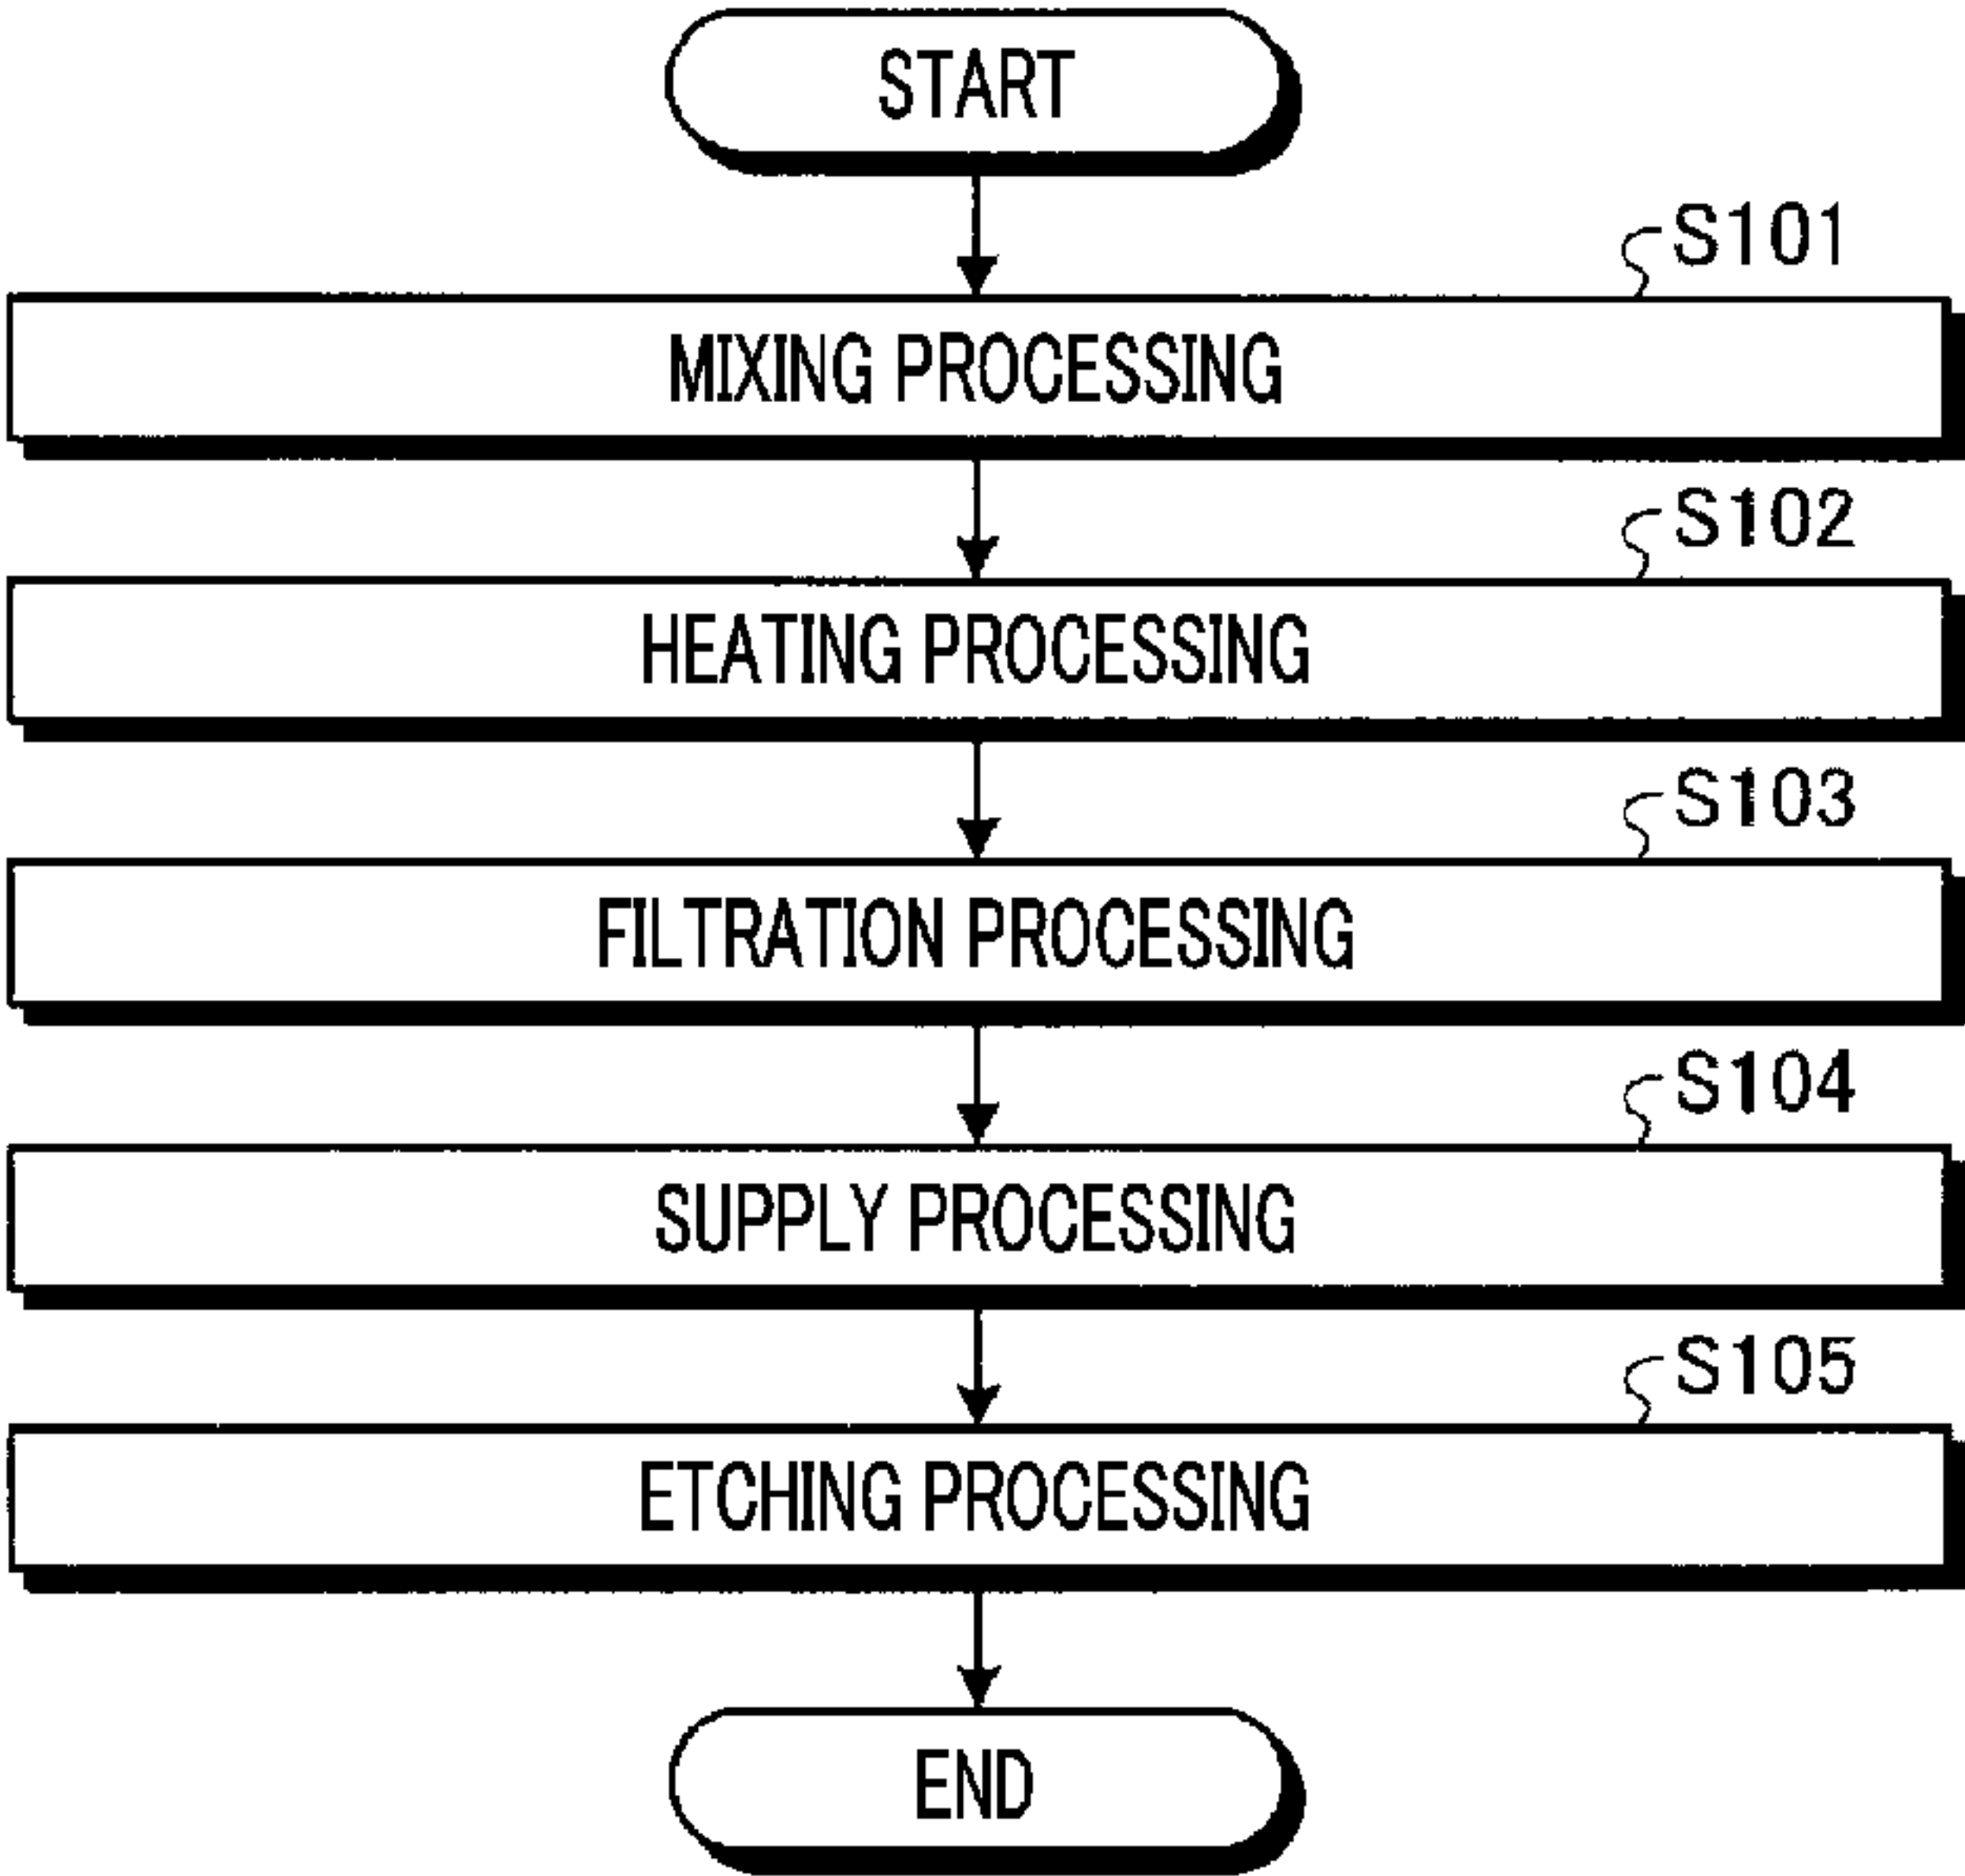 START
S101
MIXING PROCESSING
S102
HEATING PROCESSING
S103
FILTRATION PROCESSING
S104
SUPPLY PROCESSING
S105
ETCHING PROCESSING
END